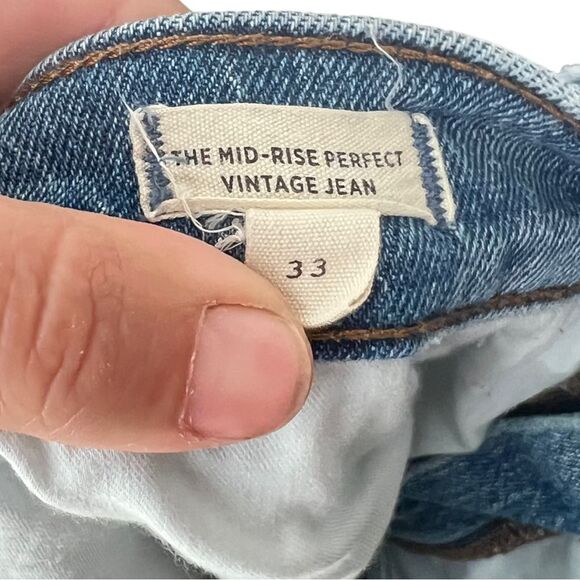 THE MID-RISE PERFECT
VINTAGE JEAN
33